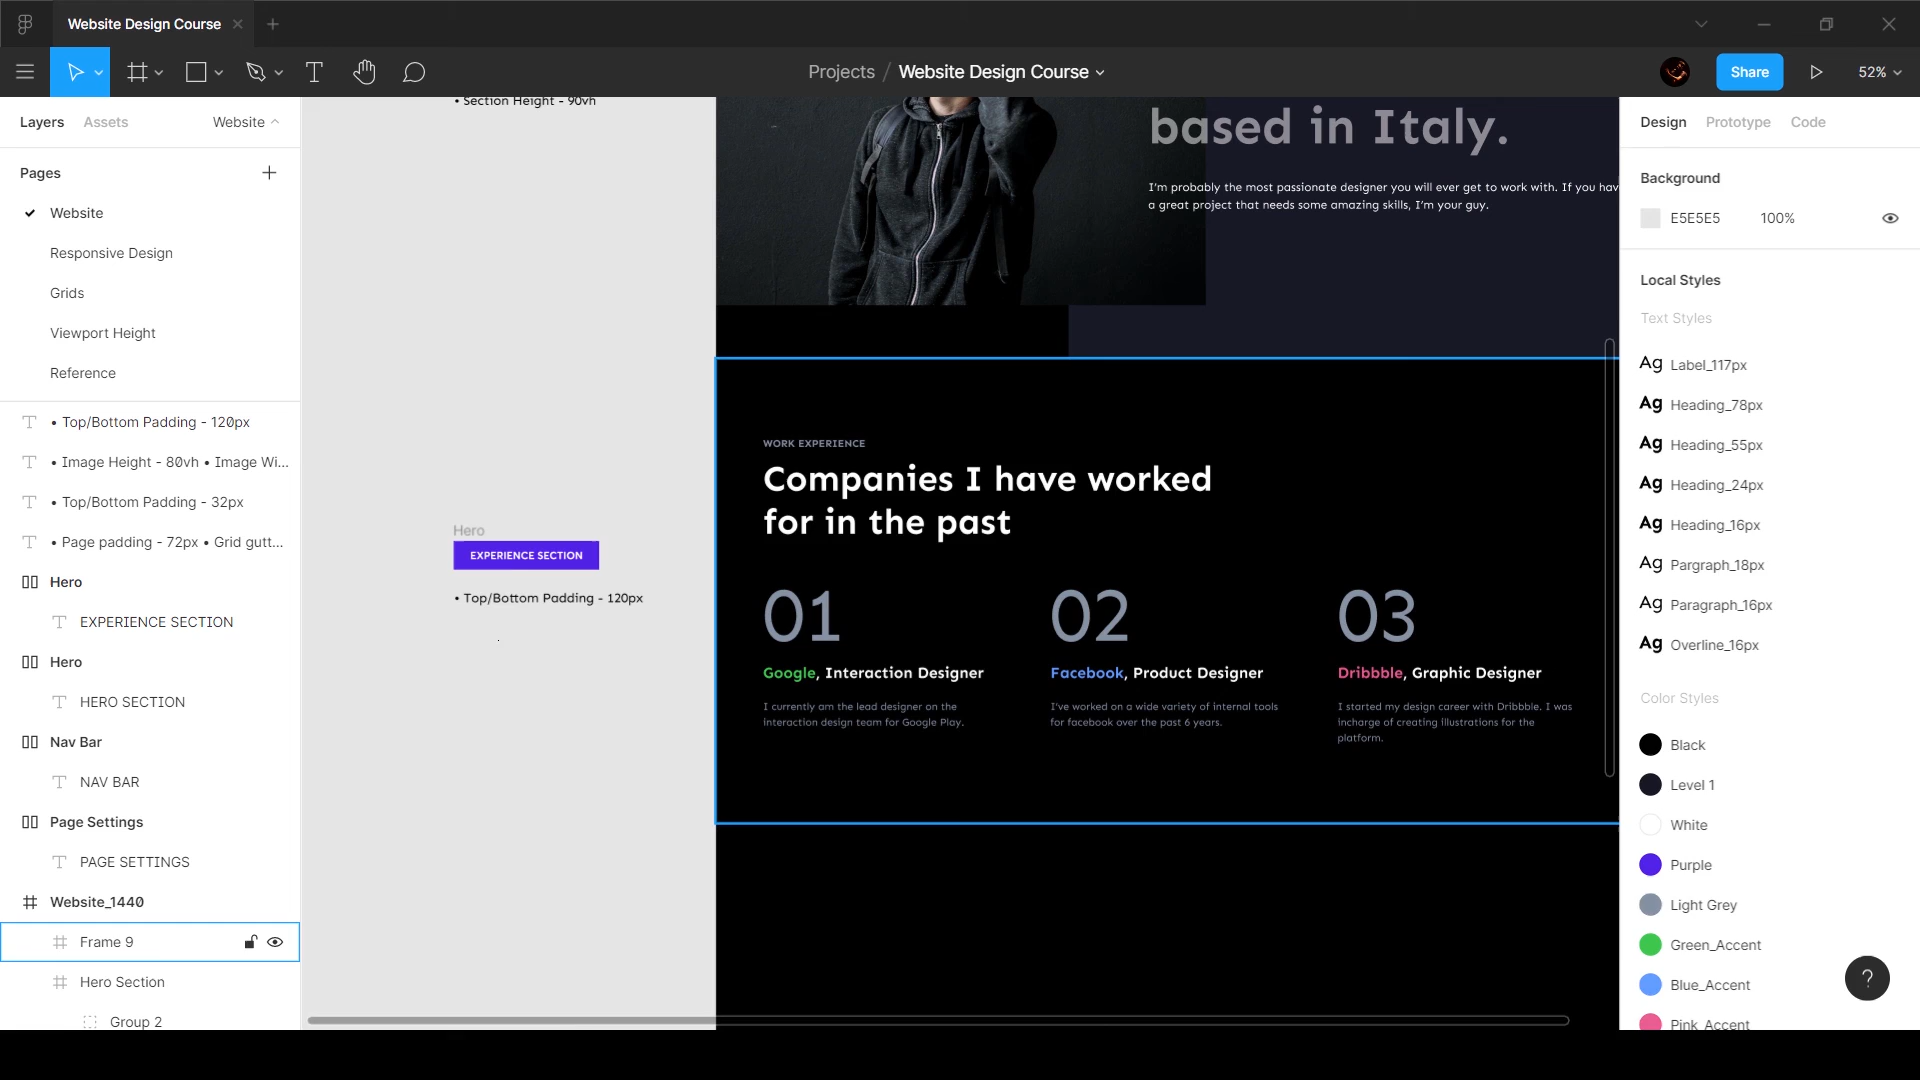 Website Design Course
Projects / Website Design Course
Share
52%
Layers
Assets
Website
Pages
Website
Responsive Design
Grids
Viewport Height
Reference
• Top/Bottom Padding - 120px
• Image Height - 80vh • Image Wi...
• Top/Bottom Padding - 32px
• Page padding - 72px • Grid gutt...
Hero
EXPERIENCE SECTION
Hero
HERO SECTION
Nav Bar
NAV BAR
Page Settings
PAGE SETTINGS
Website_1440
Frame 9
Hero Section
Group 2
• Section Height - 90vh
Hero
EXPERIENCE SECTION
• Top/Bottom Padding - 120px
based in Italy.
I'm probably the most passionate designer you will ever get to work with. If you hav
a great project that needs some amazing skills, I'm your guy.
WORK EXPERIENCE
Companies I have worked
for in the past
01
Google, Interaction Designer
I currently am the lead designer on the
interaction design team for Google Play.
02
Facebook, Product Designer
I've worked on a wide variety of internal tools
for facebook over the past 6 years.
03
Dribbble, Graphic Designer
I started my design career with Dribbble. I was
incharge of creating illustrations for the
platform.
Design
Prototype
Code
Background
E5E5E5
100%
Local Styles
Text Styles
Ag Label_117px
Ag Heading_78px
Ag Heading_55px
Ag Heading_24px
Ag Heading_16px
Ag Pargraph_18px
Ag Paragraph_16px
Ag Overline_16px
Color Styles
Black
Level 1
White
Purple
Light Grey
Green_Accent
Blue_Accent
Pink_Accent
?